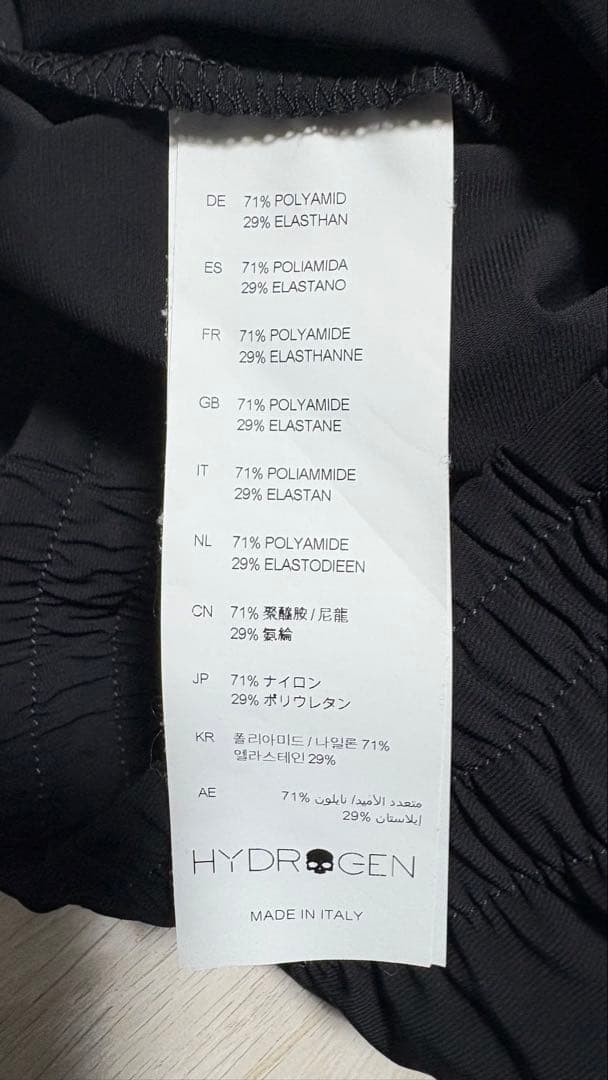 DE 71% POLYAMID
29% ELASTHAN
ES 71% POLIAMIDA
29% ELASTANO
FR 71% POLYAMIDE
29% ELASTHANNE
GB 71% POLYAMIDE
29% ELASTANE
IT 71% POLIAMMIDE
29% ELASTAN
NL 71% POLYAMIDE
29% ELASTODIEEN
CN 71% 聚醯胺 / 尼龍
29% 氨綸
JP 71% ナイロン
29% ポリウレタン
KR 폴리아미드 / 나일론 71%
엘라스테인 29%
AE متعدد الأميد/ نايلون 71%
إيلاستان 29%
HYDROGEN
MADE IN ITALY